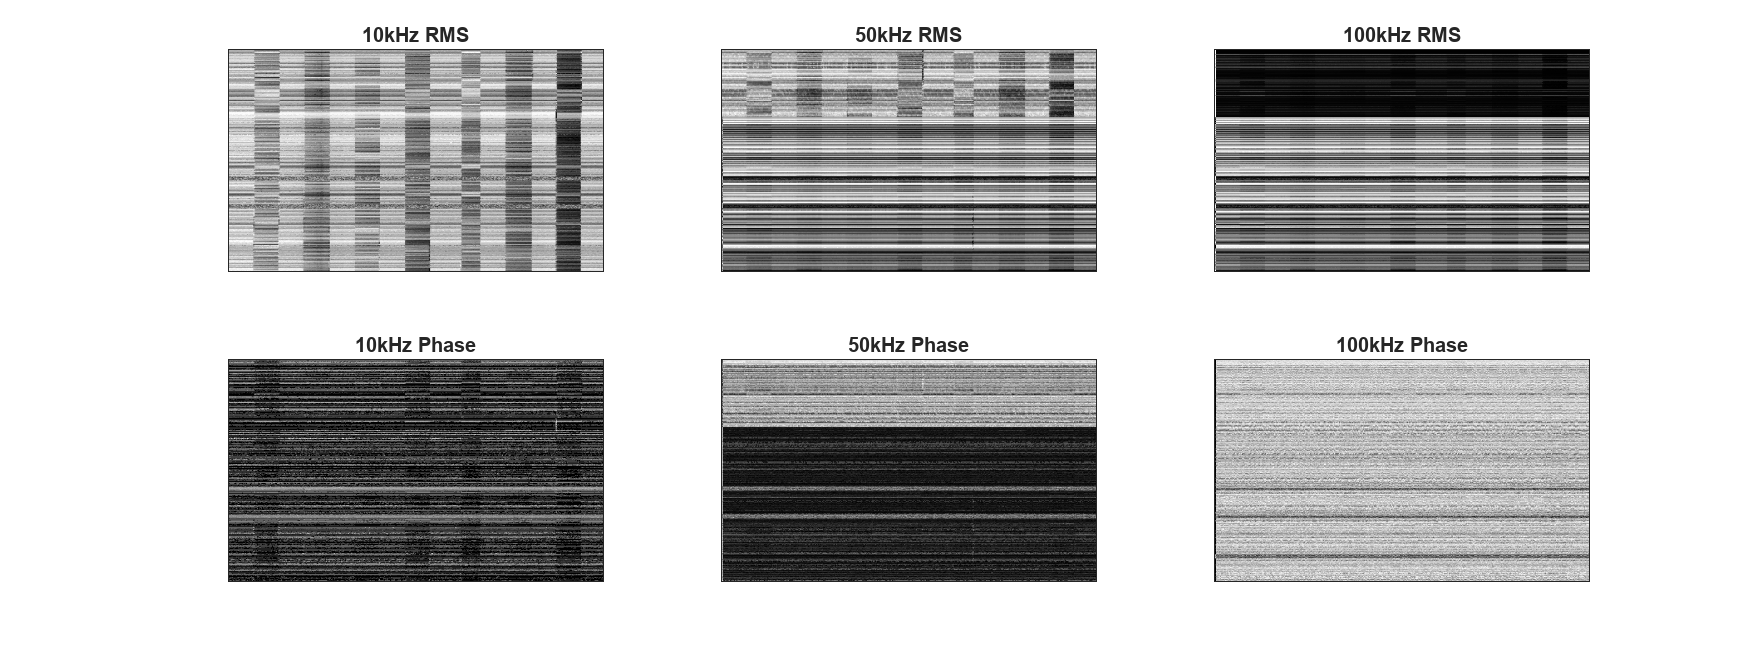 10kHz RMS
50kHz RMS
100kHz RMS
10kHz Phase
50kHz Phase
100kHz Phase